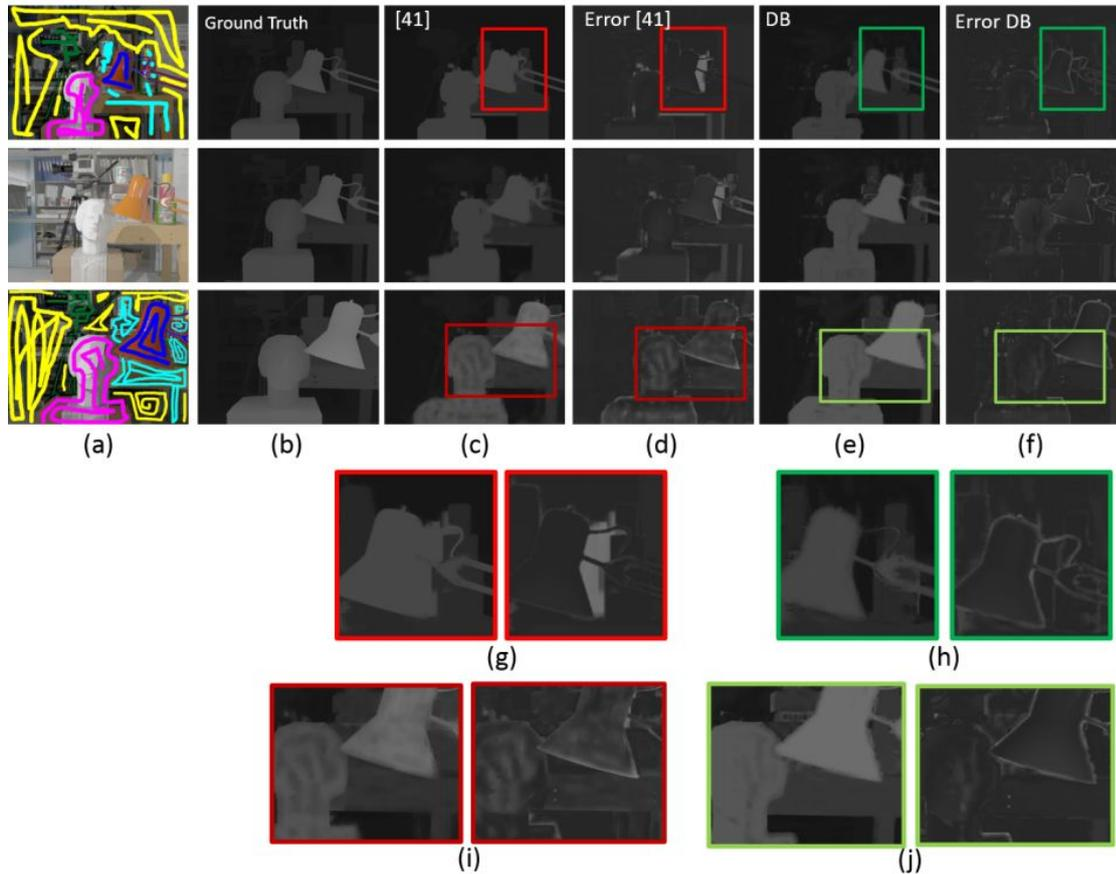 Ground Truth
[41]
Error [41]
DB
Error DB
(a)
(b)
(c)
(d)
(e)
(f)
(g)
(h)
(i)
(j)